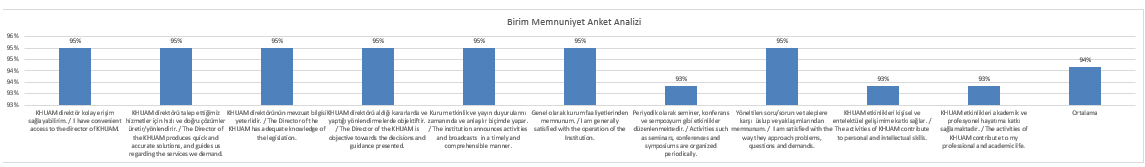 Birim Memnuniyet Anket Analizi
96%
95%
95%
94%
94%
93%
93%
95%
95%
95%
95%
95%
95%
93%
95%
93%
93%
94%
KHUAM direktör kolay erişim
sağlayabilirim. / I have convenient
access to the director of KHUAM.
KHUAM direktörü talep ettiğimiz
hizmetler için hızlı ve doğru çözümler
üretir/yönlendirir. / The Director of
the KHUAM produces quick and
accurate solutions, and guides us
regarding the services we demand.
KHUAM direktörünün mevzuat bilgisi
yeterlidir. / The Director of the
KHUAM has adequate knowledge of
the legislation.
KHUAM direktörü aldığı kararlarda ve
yaptığı yönlendirmelerde objektiftir.
/ The Director of the KHUAM is
objective towards the decisions and
guidance presented.
Kurum etkinlik ve yayın duyurularını
zamanında ve anlaşılır biçimde yapar.
/ The institution announces activities
and broadcasts in a timely and
comprehensible manner.
Genel olarak kurum faaliyetlerinden
memnunum. / I am generally
satisfied with the operation of the
Institution.
Periyodik olarak seminer, konferans
ve sempozyum gibi etkinlikler
düzenlenmektedir. / Activities such
as seminars, conferences and
symposiums are organized
periodically.
Yöneltilen soru/sorun ve taleplere
karşı üslup ve yaklaşımlarından
memnunum. / I am satisfied with the
way they approach problems,
questions and demands.
KHUAM etkinlikleri kişisel ve
entelektüel gelişimime katkı sağlar. /
The activities of KHUAM contribute
to personal and intellectual skills.
KHUAM etkinlikleri akademik ve
profesyonel hayatıma katkı
sağlamaktadır. / The activities of
KHUAM contribute to my
professional and academic life.
Ortalama